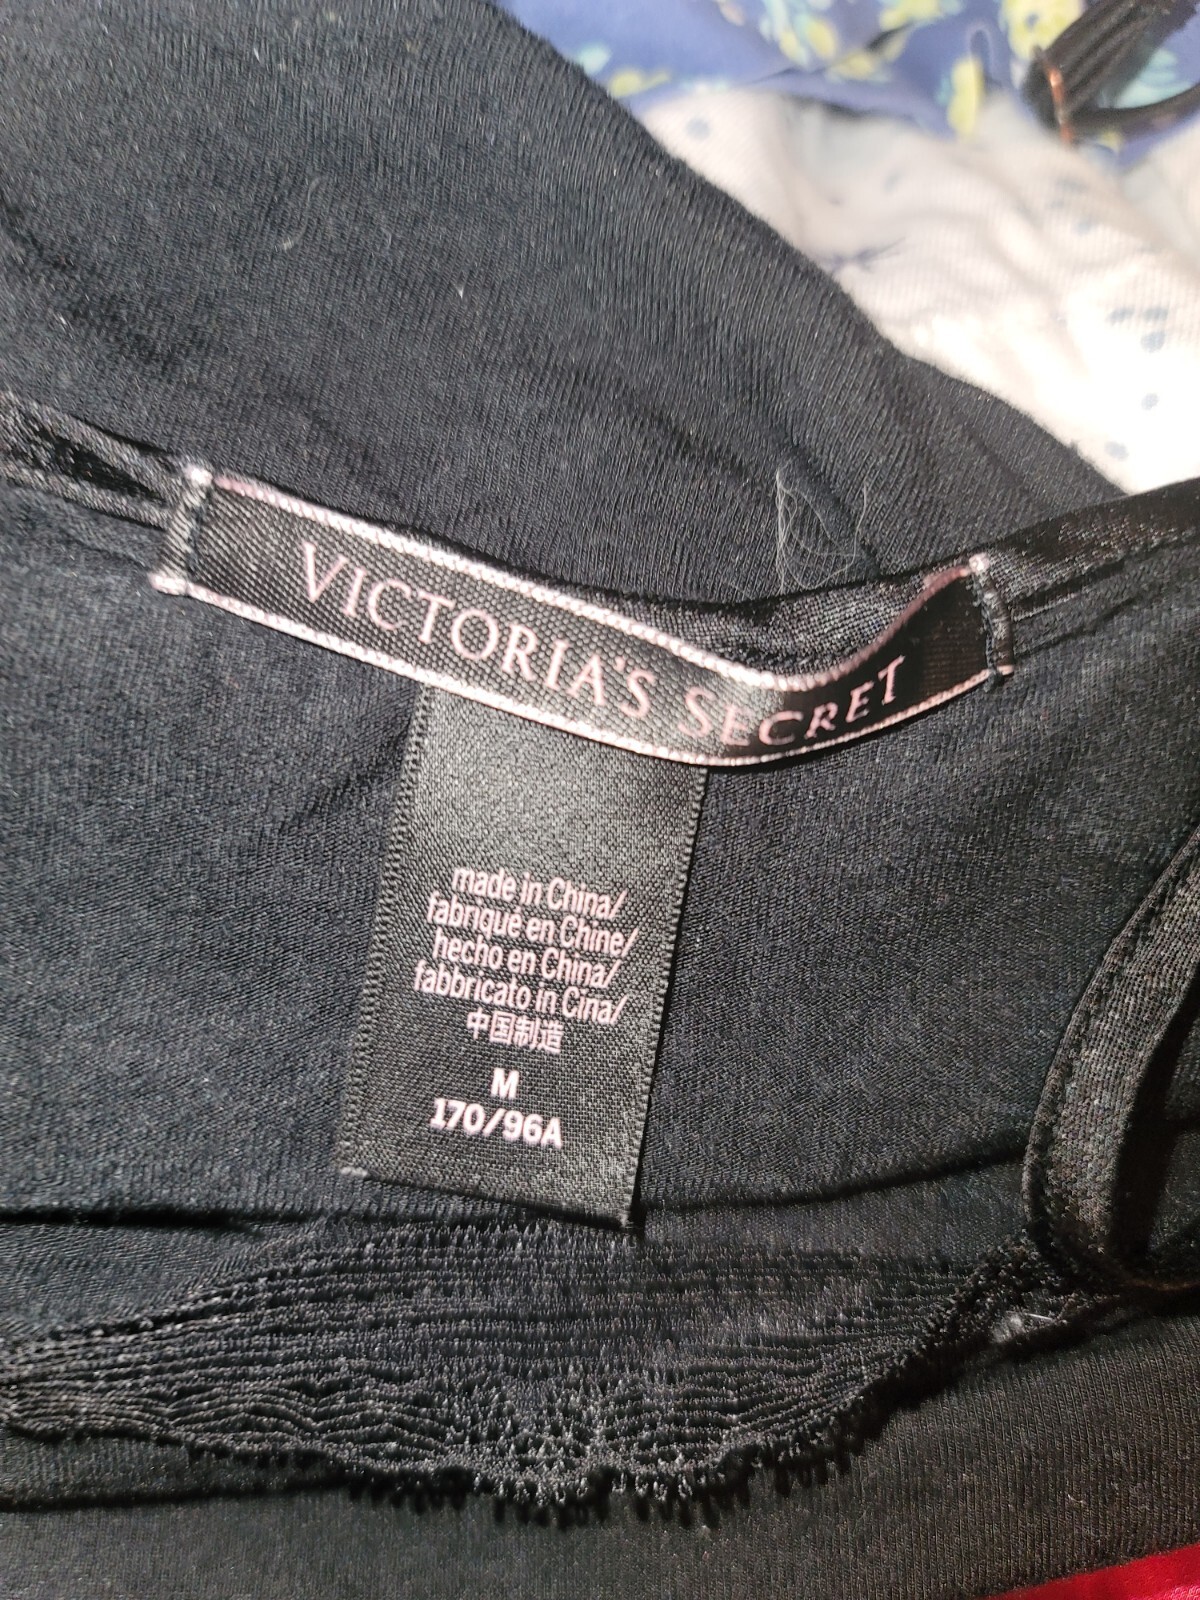 VICTORIA'S SECRET
made in China/
fabriqué en Chine/
hecho en China/
fabbricato in Cina/
中国制造
M
170/96A